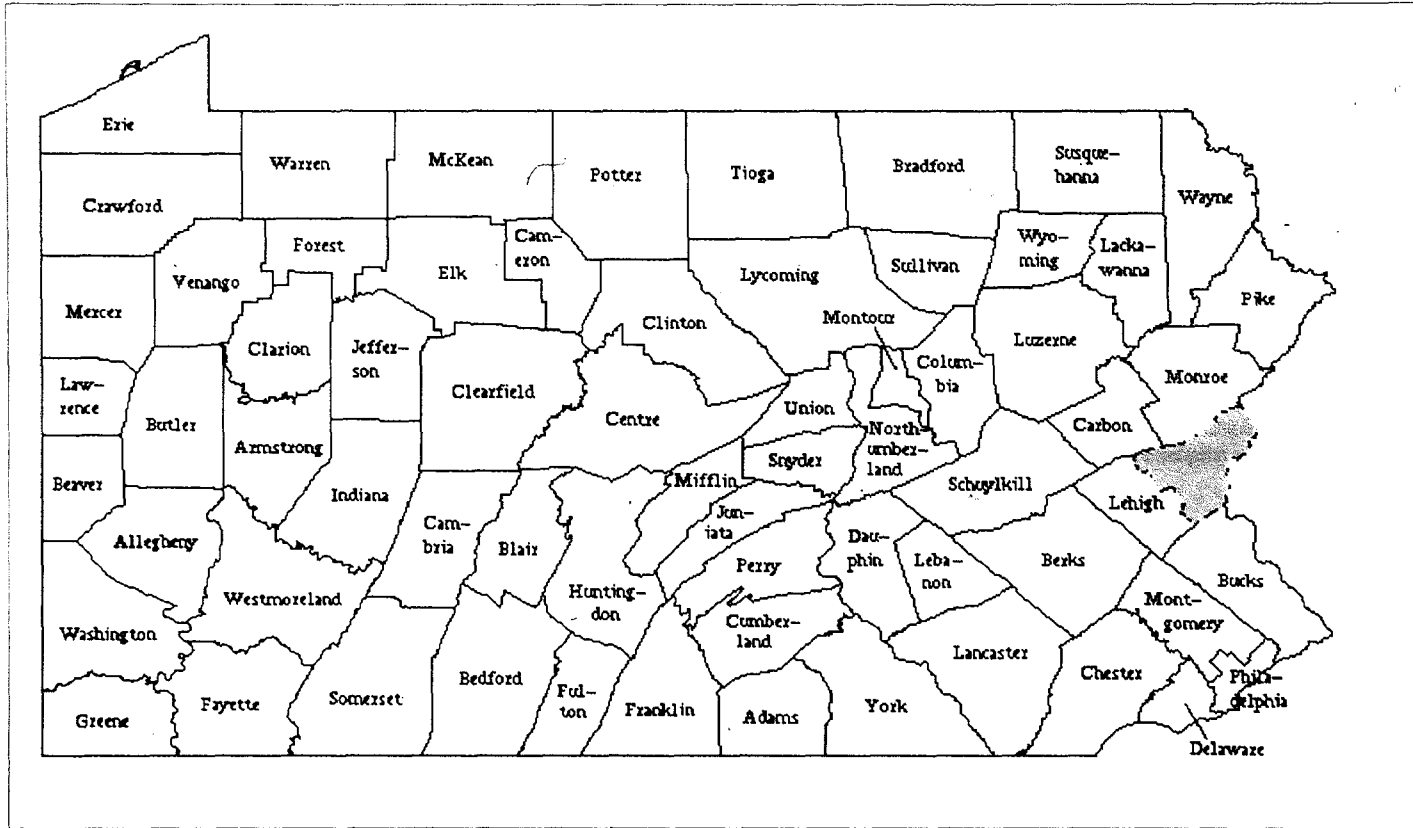 Erie
Warren
McKean
Potter
Tioga
Bradford
Susque-
hanna
Wayne
Crawford
Forest
Cam-
eron
Wyo-
ming
Lacka-
wanna
Venango
Elk
Lycoming
Sullivan
Pike
Mercer
Clinton
Montour
Clarion
Jeffer-
son
Luzerne
Colum-
bia
Monroe
Law-
rence
Clearfield
Union
Butler
Centre
Carbon
Armstrong
North-
umber-
land
Snyder
Beaver
Mifflin
Schuylkill
Indiana
Lehigh
Jun-
iata
Cam-
bria
Allegheny
Blair
Dau-
phin
Leba-
non
Berks
Perry
Bucks
Hunting-
don
Westmoreland
Mont-
gomery
Cumber-
land
Washington
Lancaster
Chester
Bedford
Ful-
ton
Phila-
delphia
Somerset
Fayette
Franklin
York
Adams
Greene
Delaware